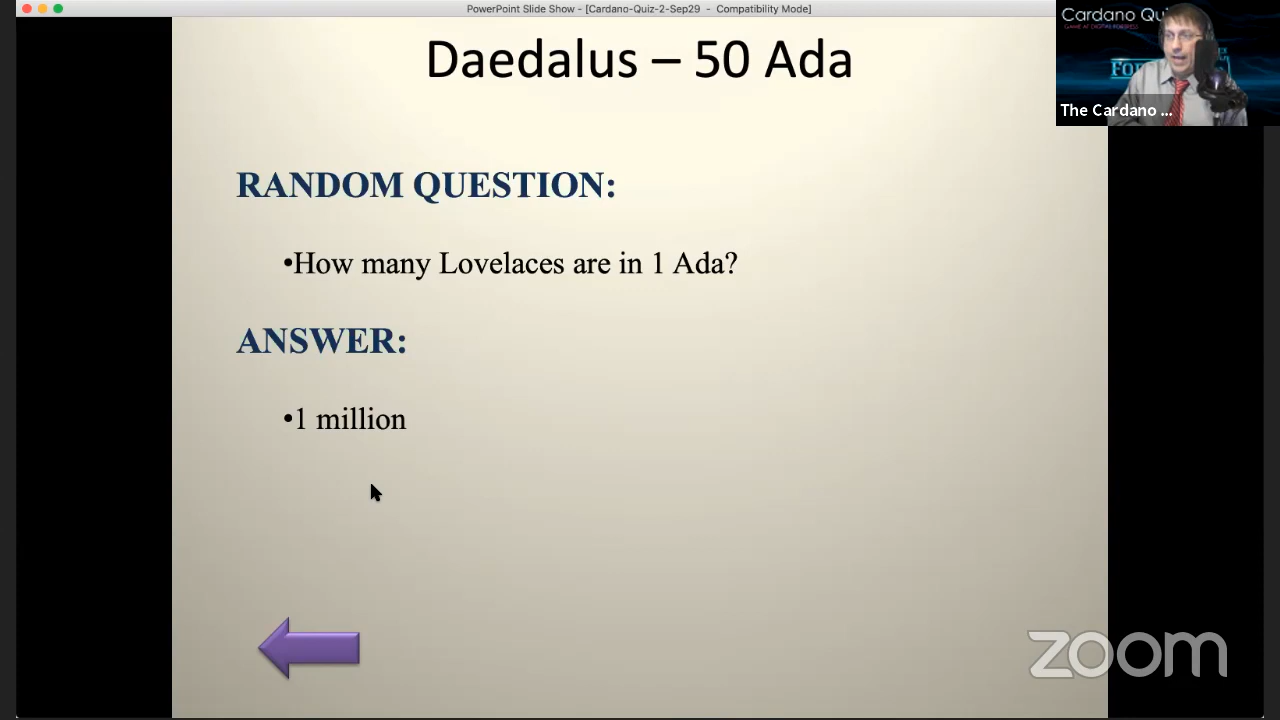 PowerPoint Slide Show - [Cardano-Quiz-2-Sep29 - Compatibility Mode]
Daedalus – 50 Ada
Cardano Qui
The Cardano ...
RANDOM QUESTION:
•How many Lovelaces are in 1 Ada?
ANSWER:
•1 million
zoom